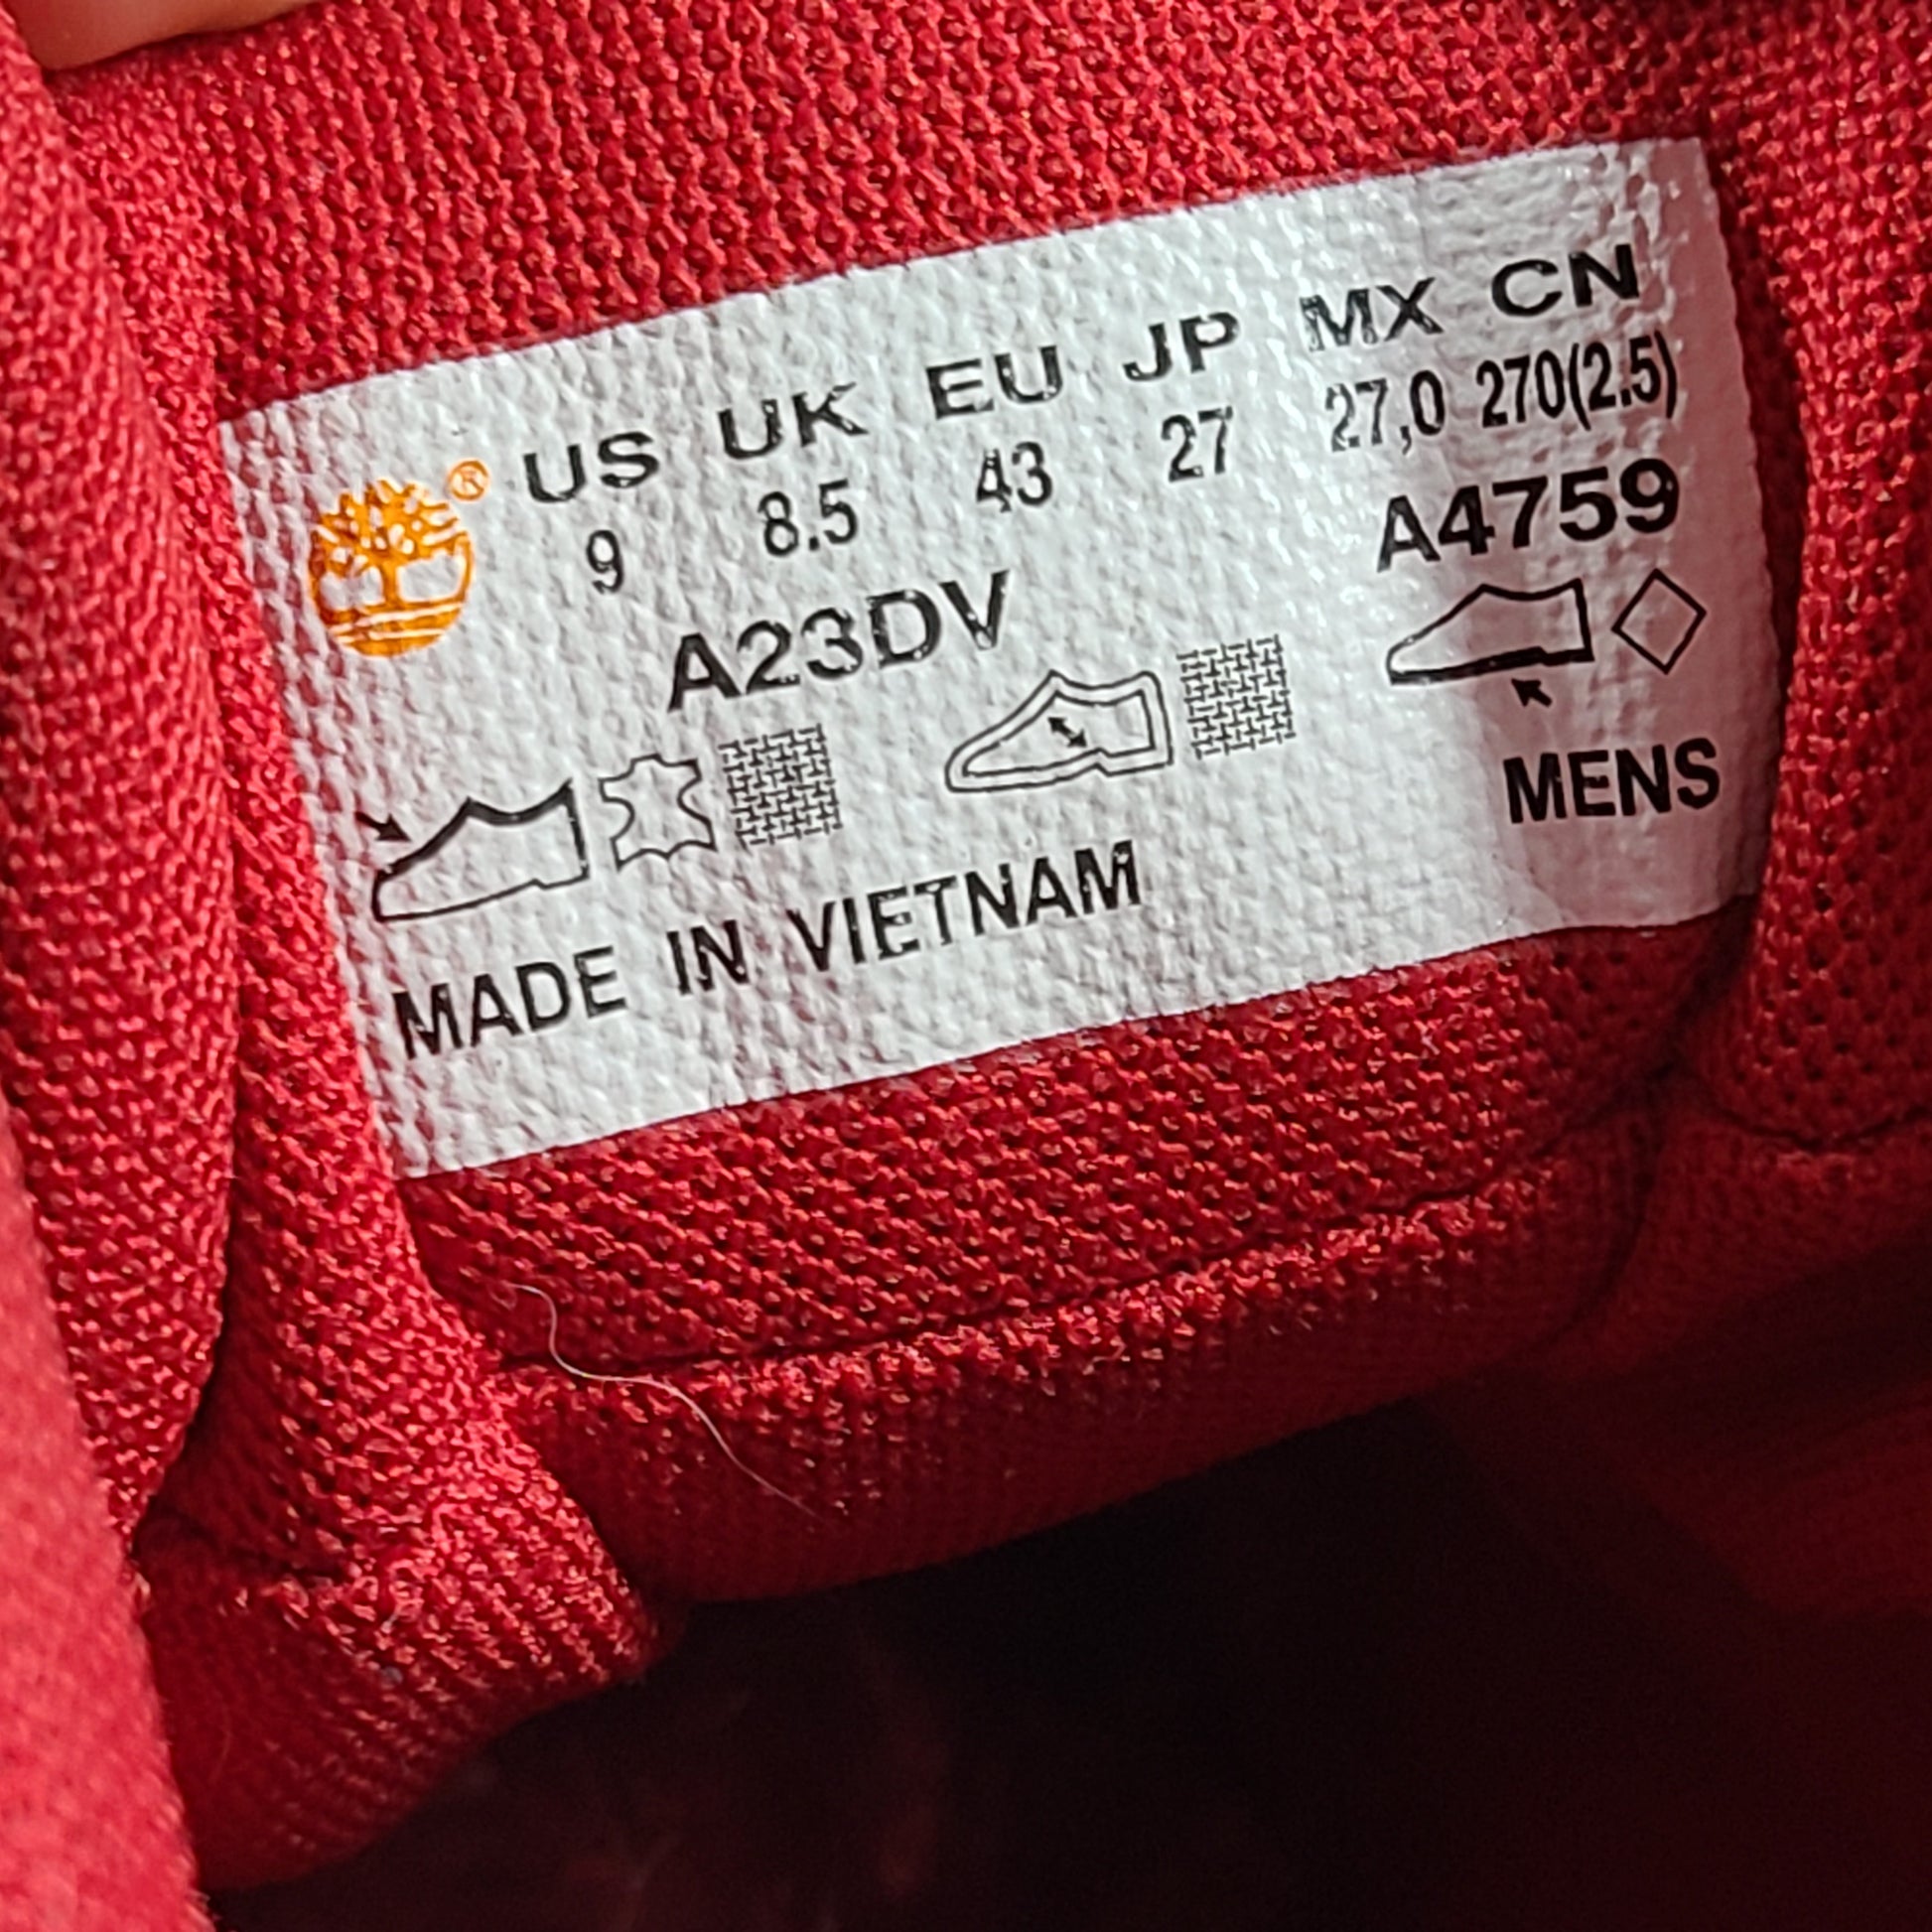 ® US UK EU JP MX CN
9 8.5 43 27 27,0 270(2.5)
A23DV A4759
MENS
MADE IN VIETNAM